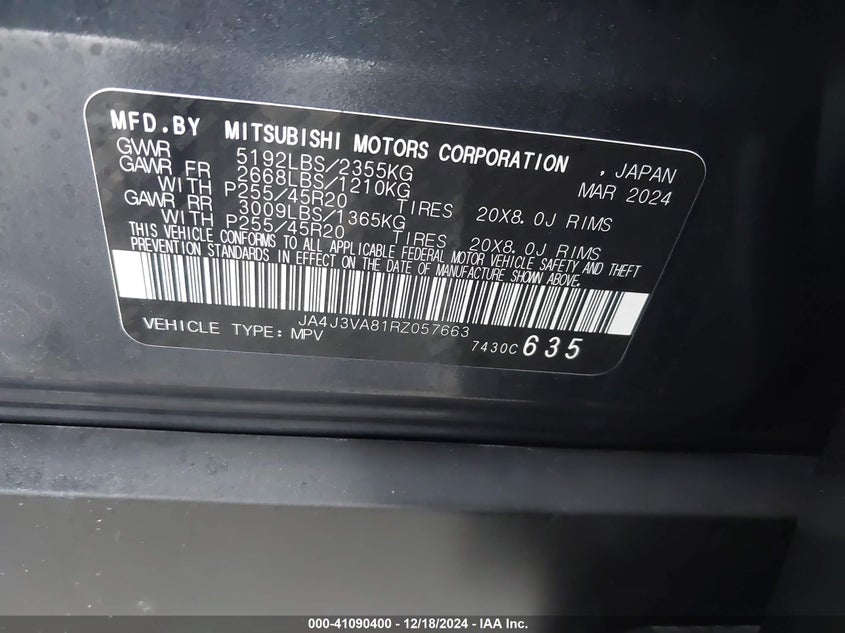 MFD.BY MITSUBISHI MOTORS CORPORATION , JAPAN
GVWR 5192LBS/2355KG MAR 2024
GAWR FR 2668LBS/1210KG
WITH P255/45R20 TIRES 20X8.0J RIMS
GAWR RR 3009LBS/1365KG
WITH P255/45R20 TIRES 20X8.0J RIMS
THIS VEHICLE CONFORMS TO ALL APPLICABLE FEDERAL MOTOR VEHICLE SAFETY AND THEFT
PREVENTION STANDARDS IN EFFECT ON THE DATE OF MANUFACTURE SHOWN ABOVE.
JA4J3VA81RZ057663
VEHICLE TYPE: MPV 7430C 635
000-41090400 - 12/18/2024 - IAA Inc.